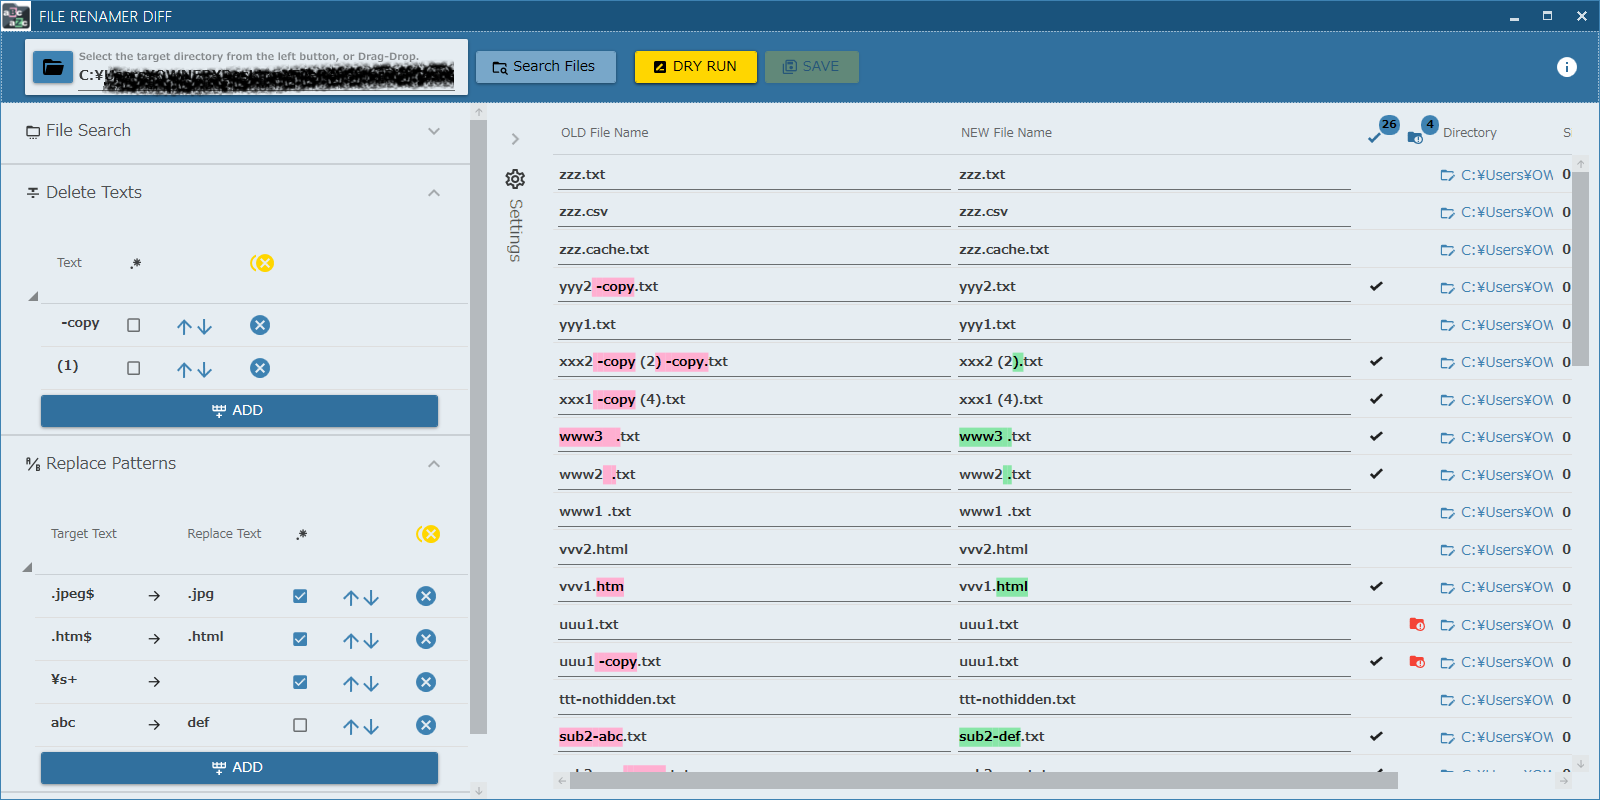 FILE RENAMER DIFF
Select the target directory from the left button, or Drag-Drop.
C:¥
Search Files
DRY RUN
SAVE
File Search
Delete Texts
Text .*
-copy
(1)
ADD
Replace Patterns
Target Text Replace Text .*
.jpeg$ → .jpg
.htm$ → .html
¥s+ →
abc → def
ADD
Settings
OLD File Name NEW File Name 26 4 Directory S
zzz.txt zzz.txt C:¥Users¥OW 0
zzz.csv zzz.csv C:¥Users¥OW 0
zzz.cache.txt zzz.cache.txt C:¥Users¥OW 0
yyy2 -copy.txt yyy2.txt C:¥Users¥OW 0
yyy1.txt yyy1.txt C:¥Users¥OW 0
xxx2 -copy (2) -copy.txt xxx2 (2).txt C:¥Users¥OW 0
xxx1 -copy (4).txt xxx1 (4).txt C:¥Users¥OW 0
www3   .txt www3 .txt C:¥Users¥OW 0
www2  .txt www2 .txt C:¥Users¥OW 0
www1 .txt www1 .txt C:¥Users¥OW 0
vvv2.html vvv2.html C:¥Users¥OW 0
vvv1.htm vvv1.html C:¥Users¥OW 0
uuu1.txt uuu1.txt C:¥Users¥OW 0
uuu1 -copy.txt uuu1.txt C:¥Users¥OW 0
ttt-nothidden.txt ttt-nothidden.txt C:¥Users¥OW 0
sub2-abc.txt sub2-def.txt C:¥Users¥OW 0